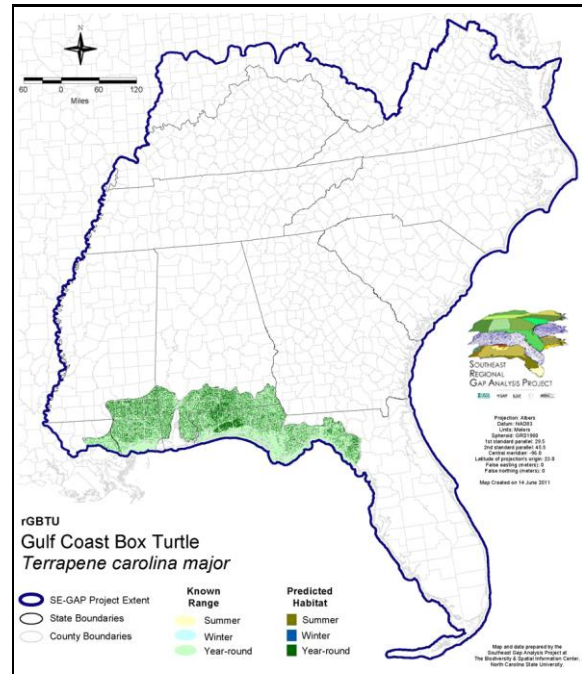 N
60 30 0 60 120
Miles
SOUTHEAST
REGIONAL
GAP ANALYSIS PROJECT
Projection: Albers
Datum: NAD83
Units: Meters
Spheroid: GRS1980
1st standard parallel: 29.5
2nd standard parallel: 45.5
Central meridian: -96.0
Latitude of projection's origin: 23.0
False easting (meters): 0
False northing (meters): 0
Map Created on 14 June 2011
rGBTU
Gulf Coast Box Turtle
Terrapene carolina major
SE-GAP Project Extent
State Boundaries
County Boundaries
Known
Range
Summer
Winter
Year-round
Predicted
Habitat
Summer
Winter
Year-round
Map and data prepared by the
Southeast Gap Analysis Project at
The Biodiversity & Spatial Information Center,
North Carolina State University.